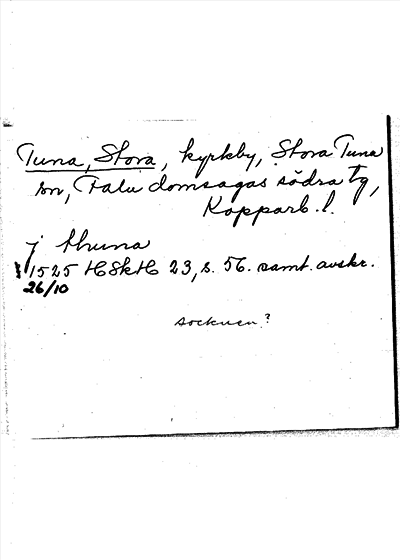 Tuna, Stora, kyrkby, Stora Tuna
sn, Falu domsagas södra tg,
Kopparb. l.
j thuna
1525 HSkH 23, s. 56. samt. avskr.
26/10
socknen?